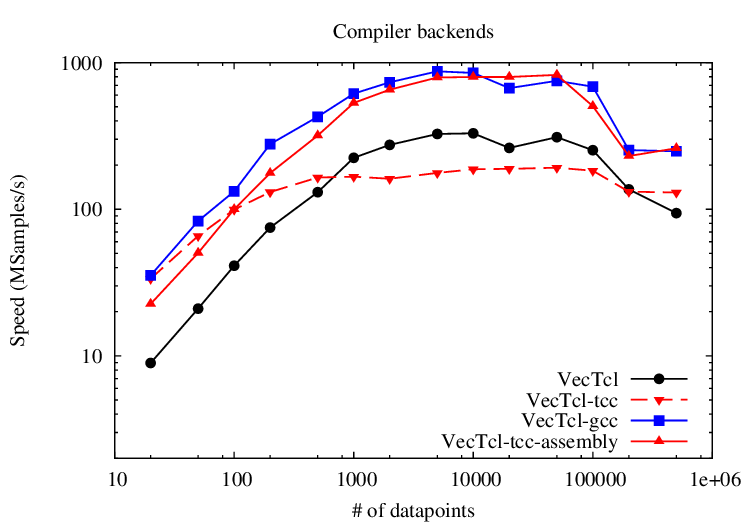 Compiler backends
Speed (MSamples/s)
1000
100
10
VecTcl
VecTcl-tcc
VecTcl-gcc
VecTcl-tcc-assembly
10 100 1000 10000 100000 1e+06
# of datapoints